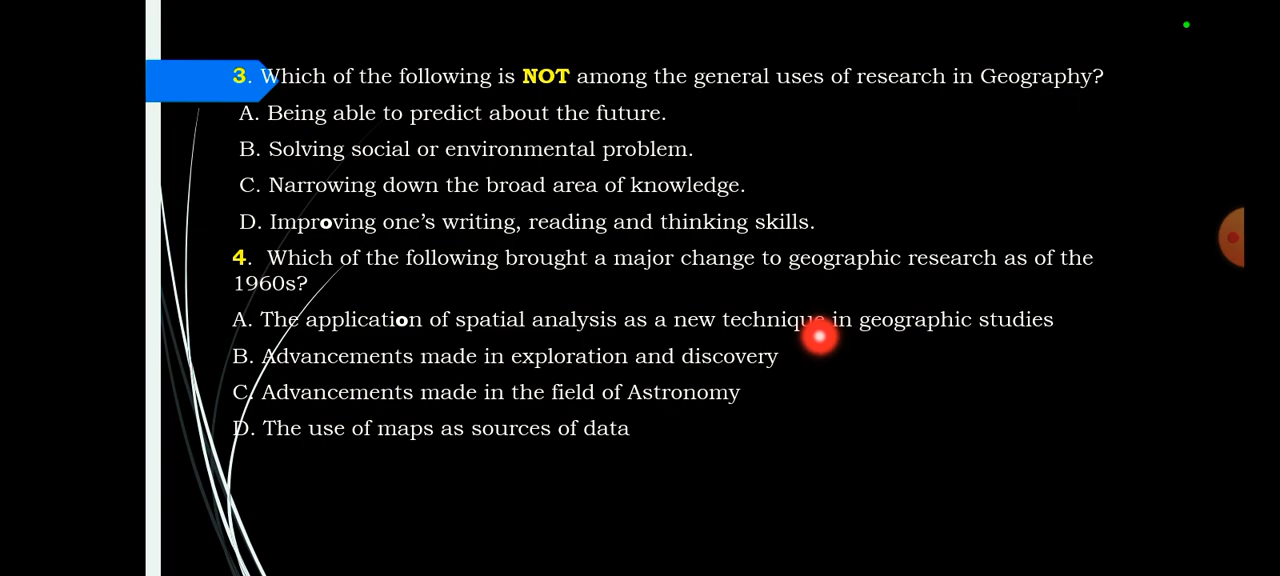 3. Which of the following is NOT among the general uses of research in Geography?
A. Being able to predict about the future.
B. Solving social or environmental problem.
C. Narrowing down the broad area of knowledge.
D. Improving one's writing, reading and thinking skills.
4. Which of the following brought a major change to geographic research as of the
1960s?
A. The application of spatial analysis as a new technique in geographic studies
B. Advancements made in exploration and discovery
C. Advancements made in the field of Astronomy
D. The use of maps as sources of data